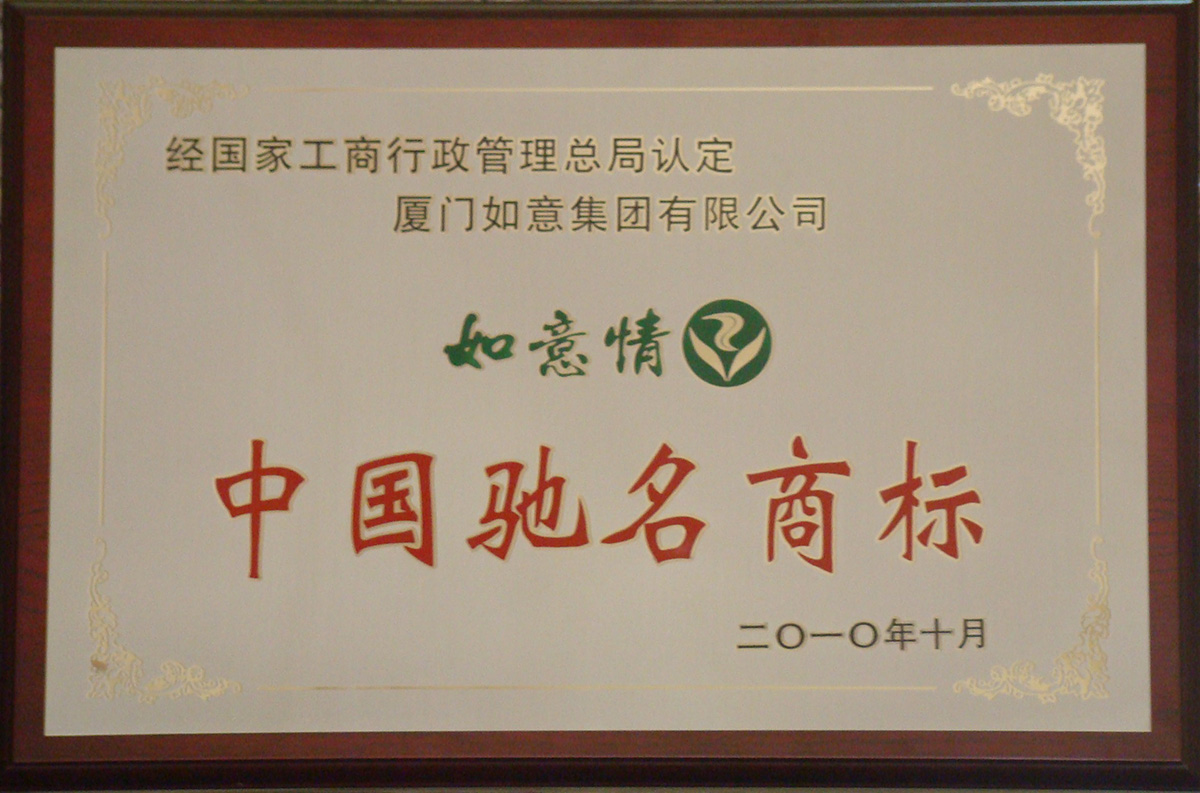 经国家工商行政管理总局认定
厦门如意集团有限公司
如意情
中国驰名商标
二〇一〇年十月